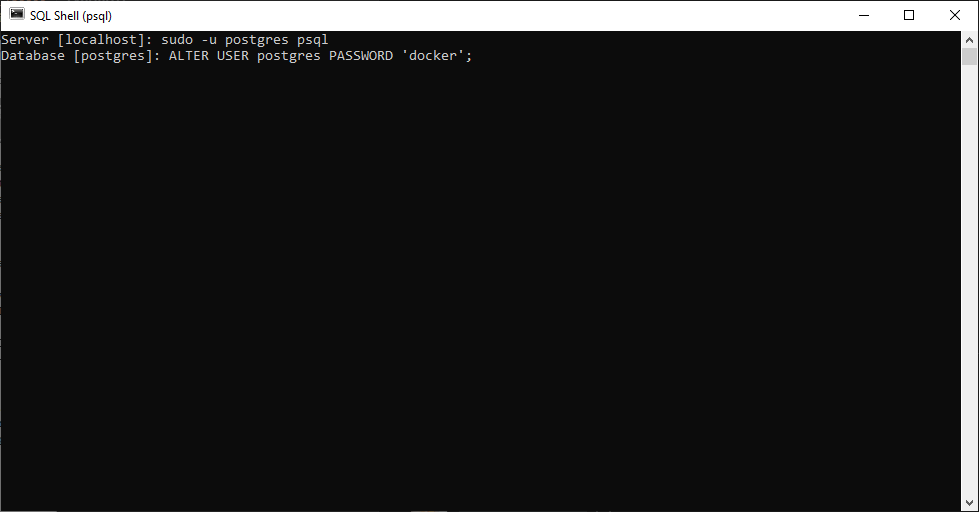 SQL Shell (psql)
Server [localhost]: sudo -u postgres psql
Database [postgres]: ALTER USER postgres PASSWORD 'docker';